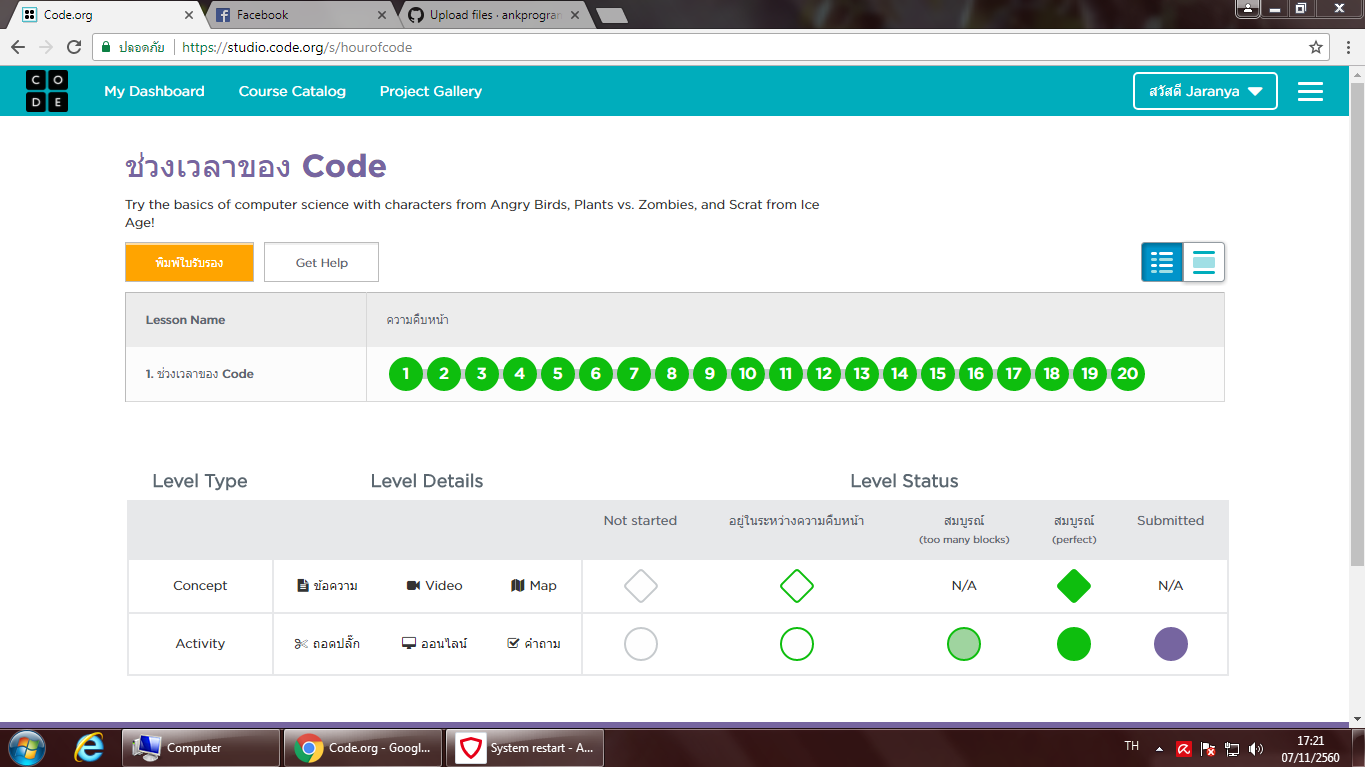 Code.org
Facebook
Upload files · ankprogran
ปลอดภัย
https://studio.code.org/s/hourofcode
C O
D E
My Dashboard
Course Catalog
Project Gallery
สวัสดี Jaranya
ช่วงเวลาของ Code
Try the basics of computer science with characters from Angry Birds, Plants vs. Zombies, and Scrat from Ice
Age!
พิมพ์ใบรับรอง
Get Help
Lesson Name
ความคืบหน้า
1. ช่วงเวลาของ Code
1 2 3 4 5 6 7 8 9 10 11 12 13 14 15 16 17 18 19 20
Level Type
Level Details
Level Status
Not started
อยู่ในระหว่างความคืบหน้า
สมบูรณ์
(too many blocks)
สมบูรณ์
(perfect)
Submitted
Concept
ข้อความ
Video
Map
N/A
N/A
Activity
ถอดปลั๊ก
ออนไลน์
คำถาม
Computer
Code.org - Googl...
System restart - A...
TH
17:21
07/11/2560